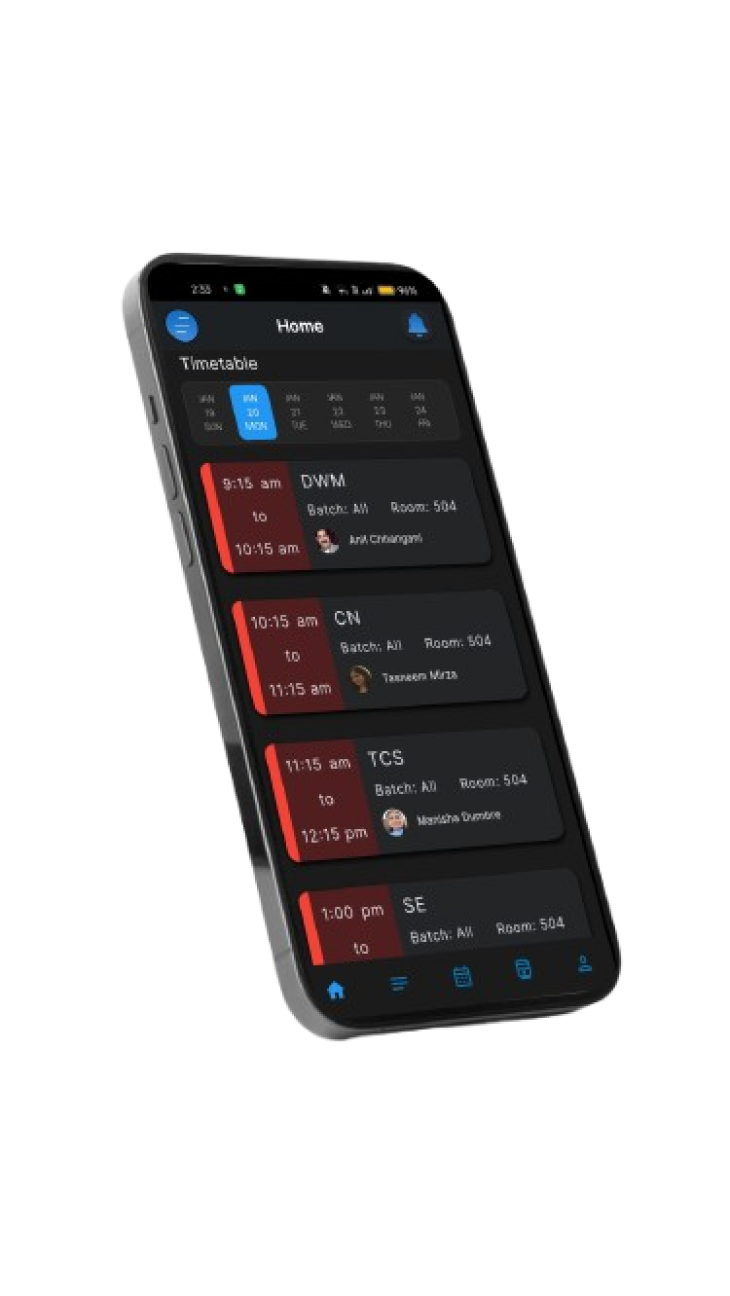 2:55 96%
Home
Timetable
JAN JAN JAN JAN JAN JAN
19 20 21 22 23 24
SUN MON TUE WED THU FRI
9:15 am
to
10:15 am
DWM
Batch: All Room: 504
Anit Chhangani
10:15 am
to
11:15 am
CN
Batch: All Room: 504
Tasneem Mirza
11:15 am
to
12:15 pm
TCS
Batch: All Room: 504
Manisha Dumbre
1:00 pm
to
SE
Batch: All Room: 504